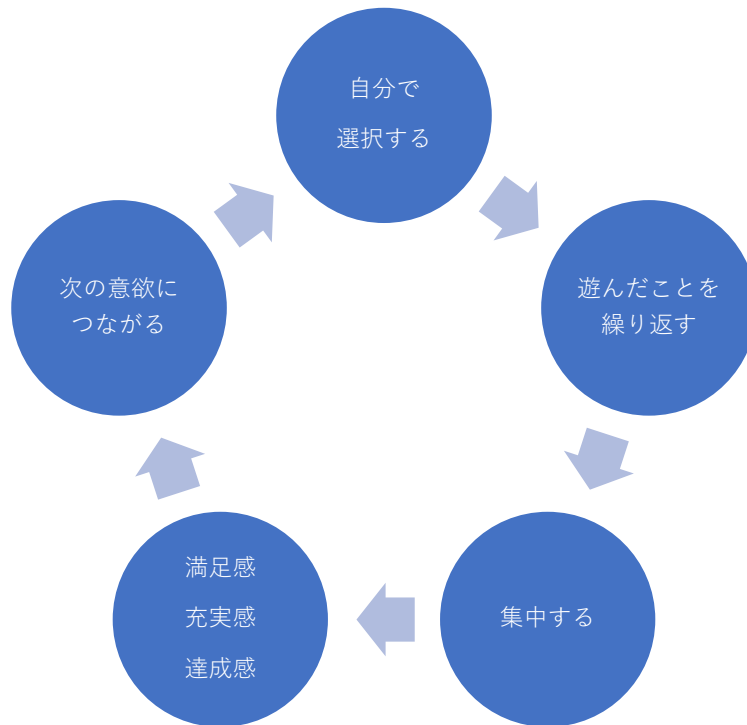 自分で
選択する
遊んだことを
繰り返す
集中する
満足感
充実感
達成感
次の意欲に
つながる